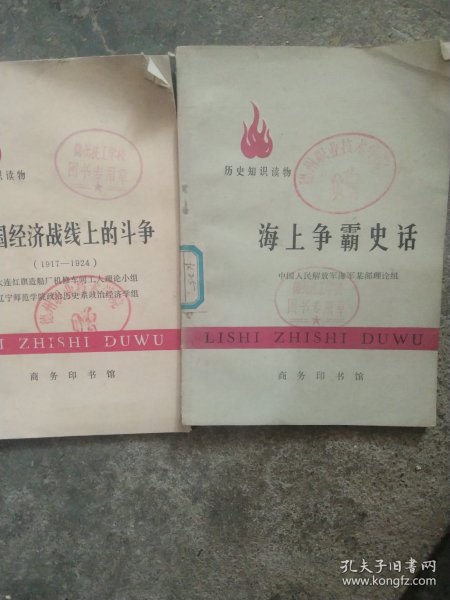 识读物
国经济战线上的斗争
(1917—1924)
大连红旗造船厂机修车间工人理论小组
辽宁师范学院政治历史系政治经济学组
I ZHISHI DUWU
商务印书馆
图书专用章
历史知识读物
海上争霸史话
中国人民解放军海军某部理论组
图书专用章
LISHI ZHISHI DUWU
商务印书馆
孔夫子旧书网
www.kongfz.com